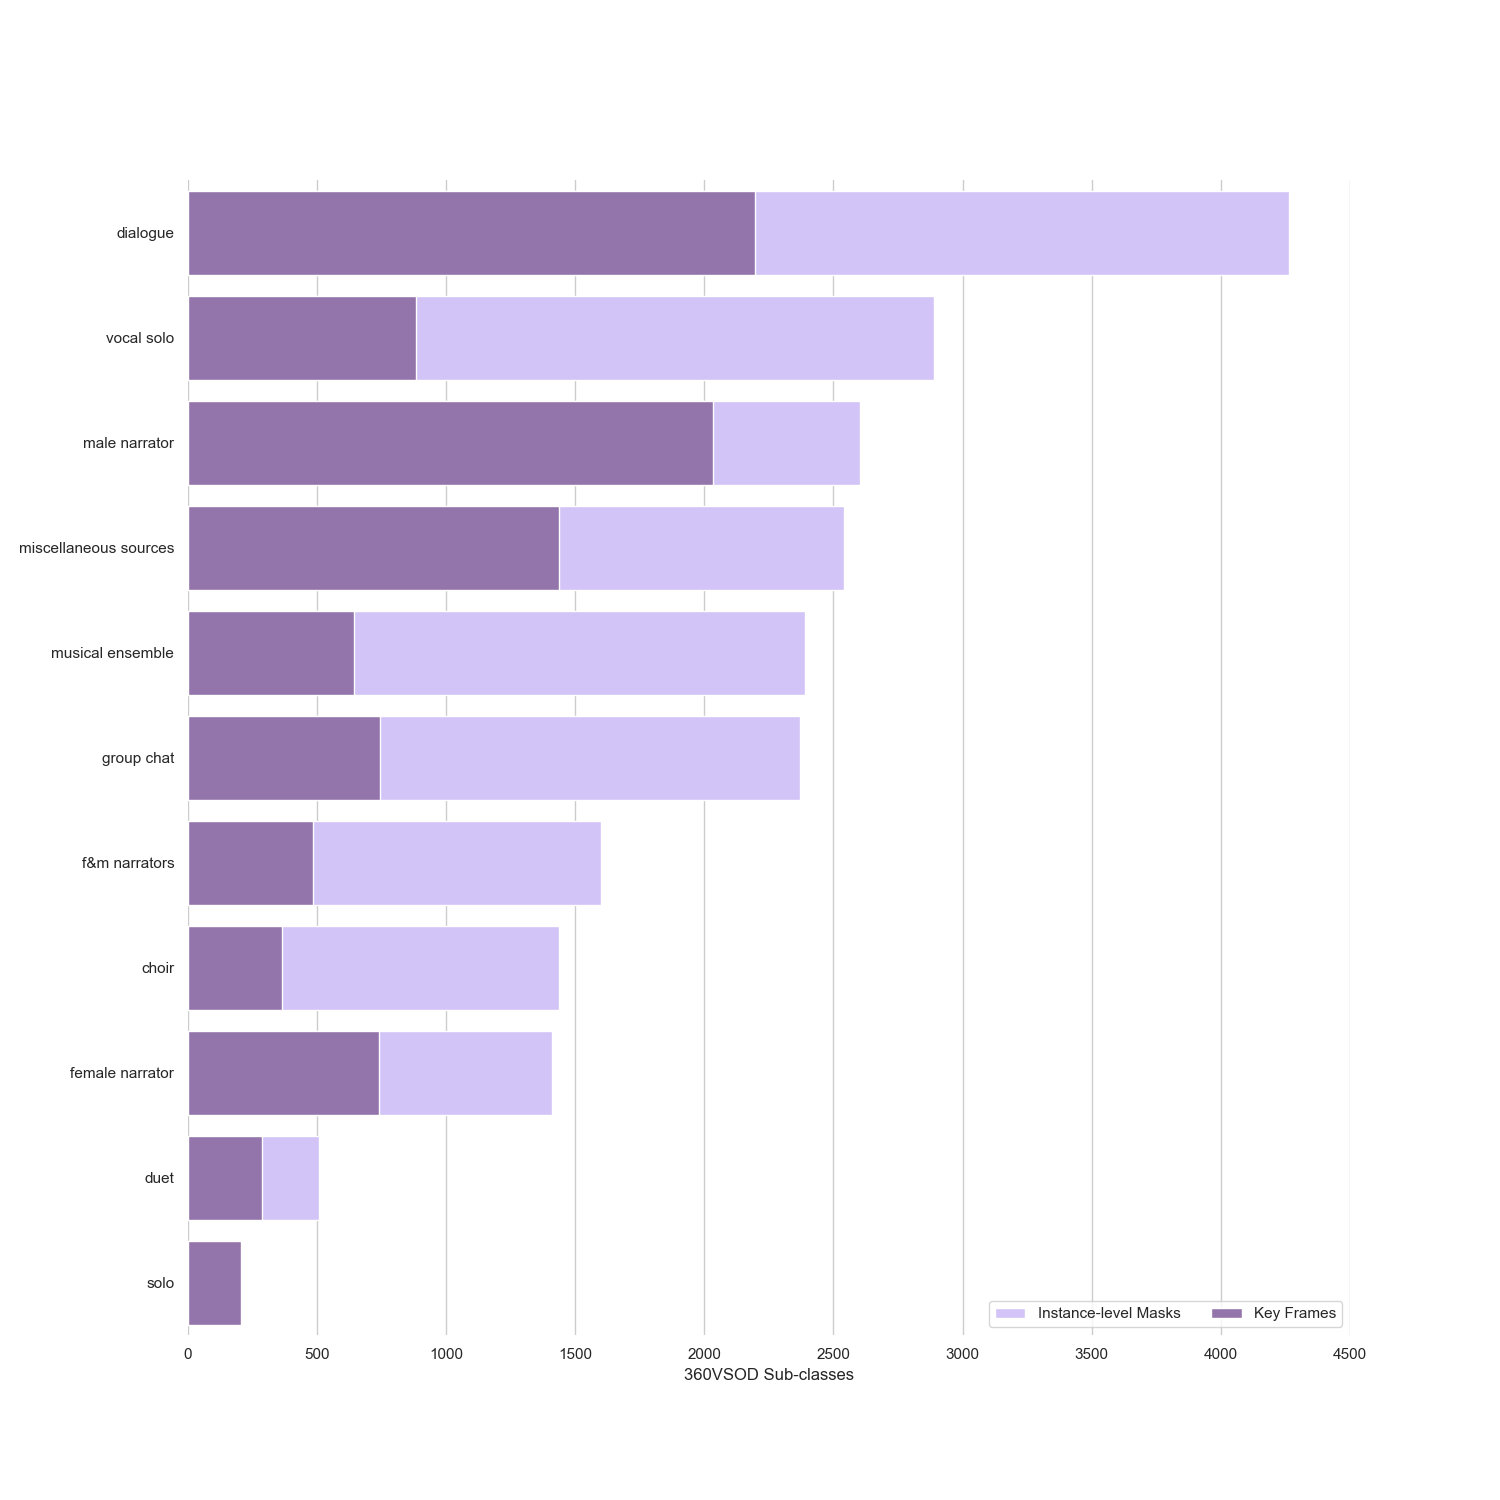 dialogue
vocal solo
male narrator
miscellaneous sources
musical ensemble
group chat
f&m narrators
choir
female narrator
duet
solo
Instance-level Masks Key Frames
0 500 1000 1500 2000 2500 3000 3500 4000 4500
360VSOD Sub-classes